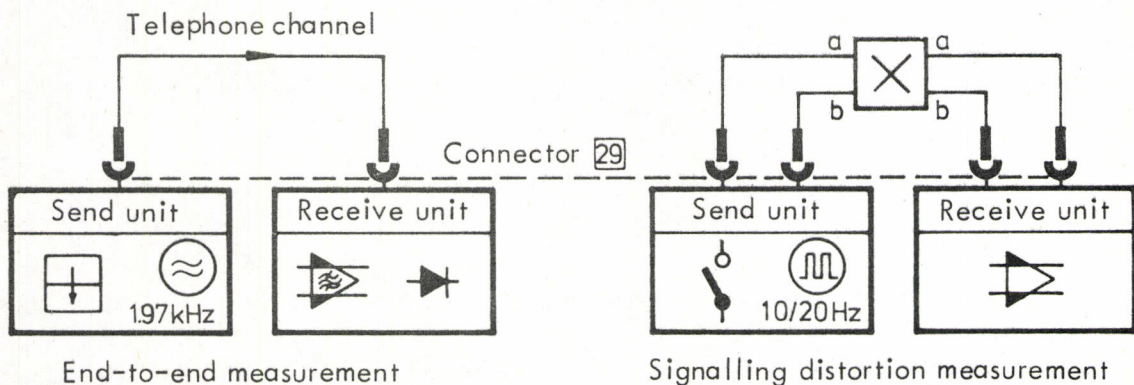 Telephone channel
a a
b b
Connector 29
Send unit
Receive unit
Send unit
Receive unit
1.97kHz
10/20Hz
End-to-end measurement
Signalling distortion measurement